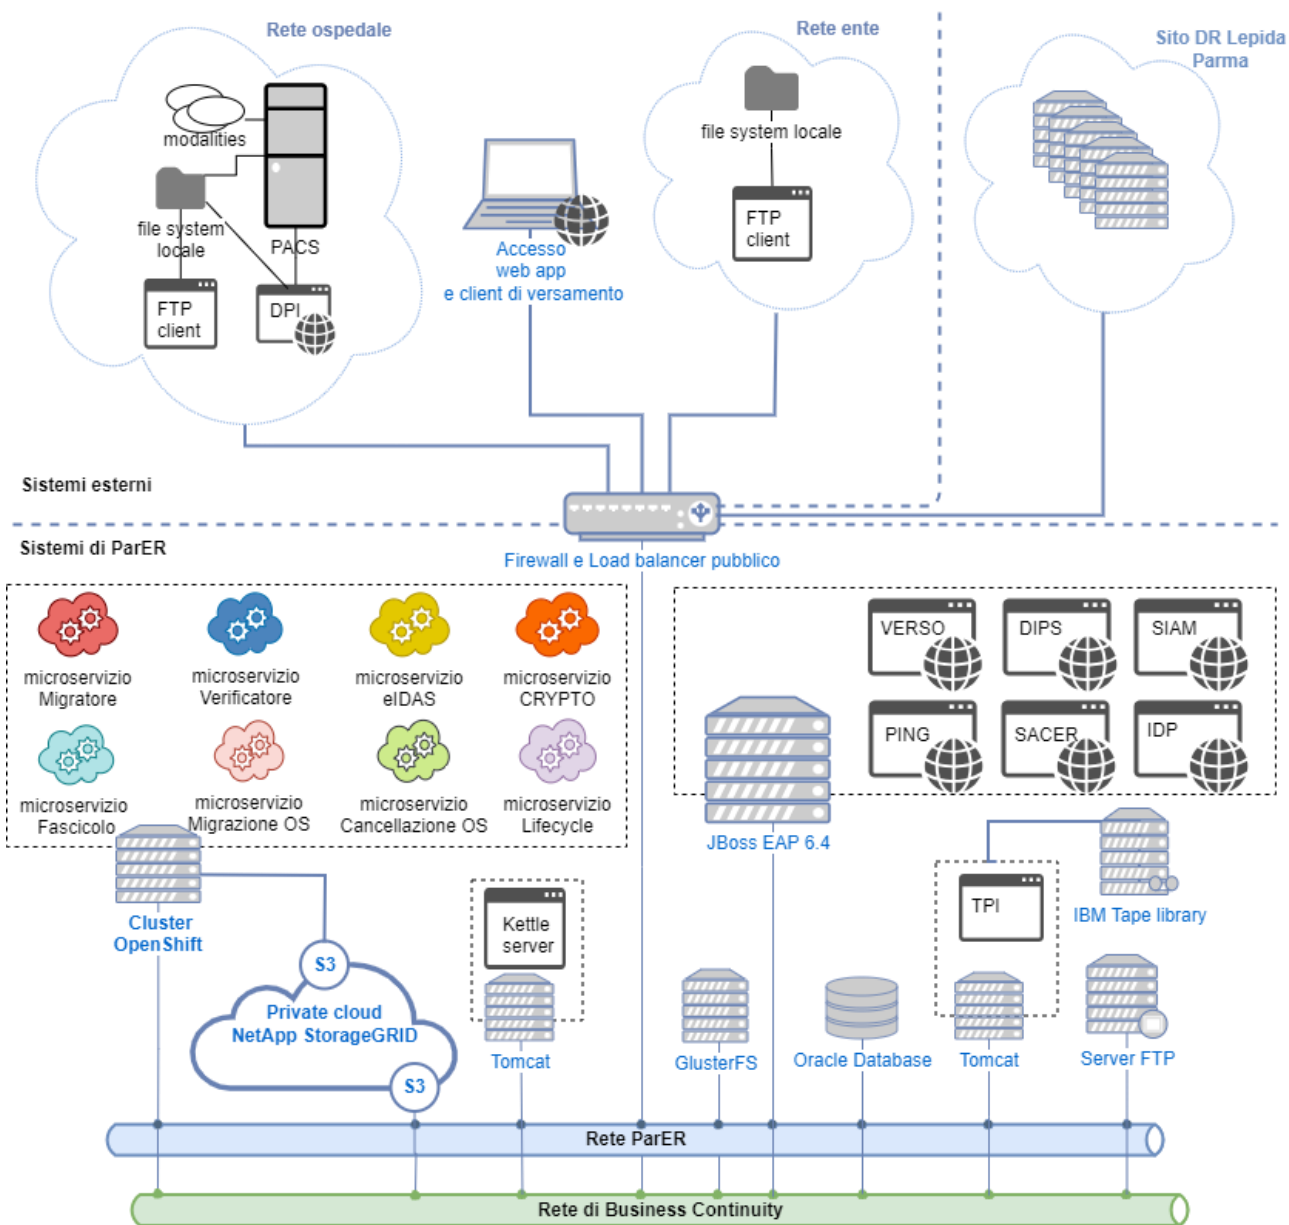 Rete ospedale
Rete ente
Sito DR Lepida
Parma
modalities
file system
locale
PACS
FTP
client
DPI
Accesso
web app
e client di versamento
file system locale
FTP
client
Sistemi esterni
Sistemi di ParER
Firewall e Load balancer pubblico
microservizio
Migratore
microservizio
Verificatore
microservizio
eIDAS
microservizio
CRYPTO
microservizio
Fascicolo
microservizio
Migrazione OS
microservizio
Cancellazione OS
microservizio
Lifecycle
VERSO
DIPS
SIAM
PING
SACER
IDP
JBoss EAP 6.4
Cluster
OpenShift
S3
Private cloud
NetApp StorageGRID
S3
Kettle
server
Tomcat
GlusterFS
Oracle Database
TPI
Tomcat
IBM Tape library
Server FTP
Rete ParER
Rete di Business Continuity